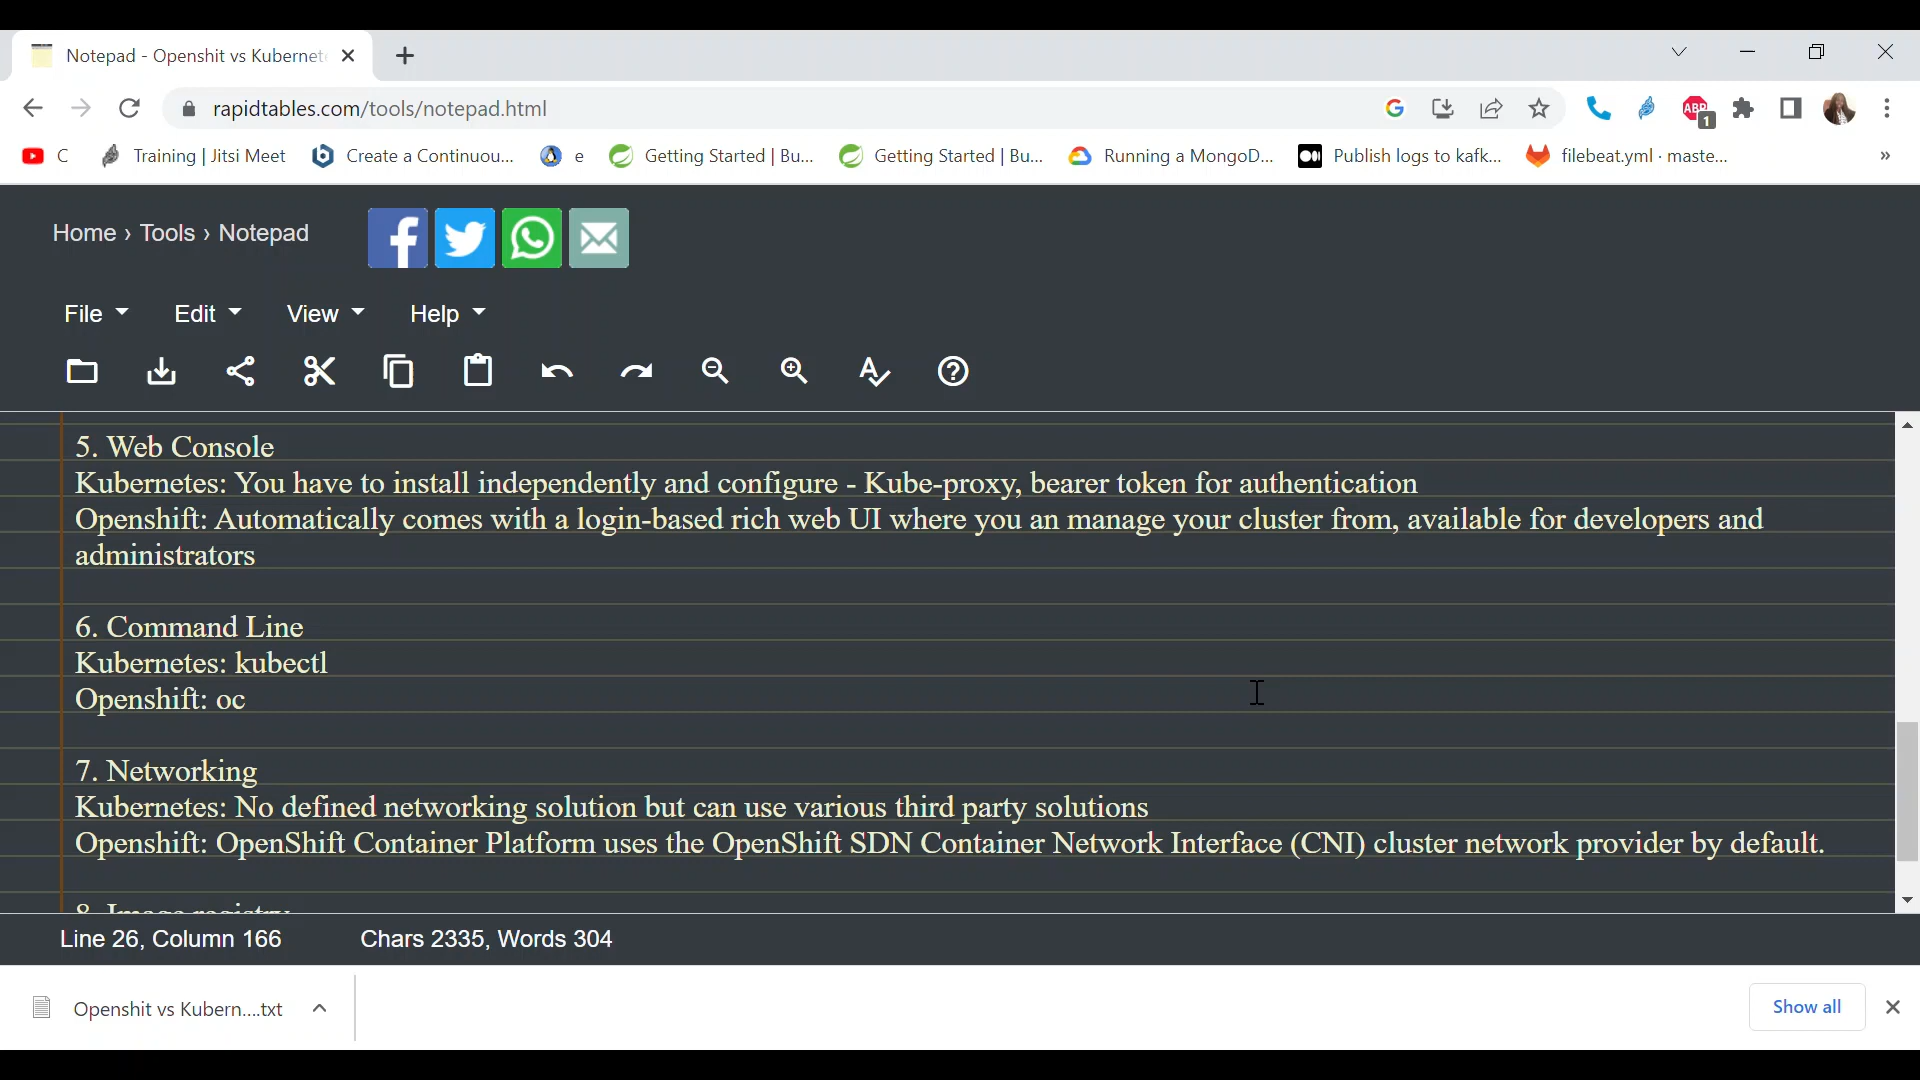 Notepad - Openshit vs Kubernet
rapidtables.com/tools/notepad.html
ABP
1
C
Training | Jitsi Meet
Create a Continuou...
e
Getting Started | Bu...
Getting Started | Bu...
Running a MongoD...
Publish logs to kafk...
filebeat.yml · maste...
»
Home › Tools › Notepad
File
Edit
View
Help
5. Web Console
Kubernetes: You have to install independently and configure - Kube-proxy, bearer token for authentication
Openshift: Automatically comes with a login-based rich web UI where you an manage your cluster from, available for developers and
administrators
6. Command Line
Kubernetes: kubectl
Openshift: oc
7. Networking
Kubernetes: No defined networking solution but can use various third party solutions
Openshift: OpenShift Container Platform uses the OpenShift SDN Container Network Interface (CNI) cluster network provider by default.
8. Image registry
Line 26, Column 166
Chars 2335, Words 304
Openshit vs Kubern....txt
Show all